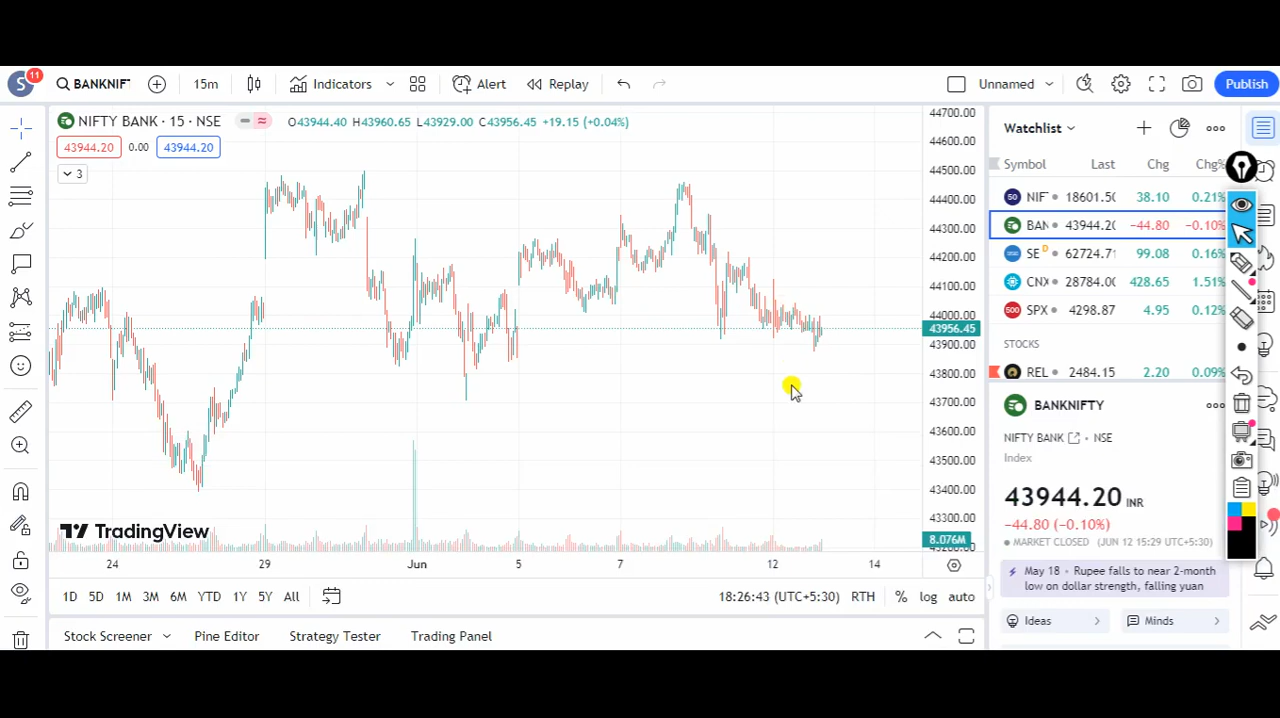 S 11 BANKNIF 15m Indicators Alert Replay Unnamed Publish
NIFTY BANK · 15 · NSE O43944.40 H43960.65 L43929.00 C43956.45 +19.15 (+0.04%)
43944.20 0.00 43944.20
3
44700.00
44600.00
44500.00
44400.00
44300.00
44200.00
44100.00
44000.00
43956.45
43900.00
43800.00
43700.00
43600.00
43500.00
43400.00
43300.00
8.076M
TradingView
24 29 Jun 5 7 12 14
1D 5D 1M 3M 6M YTD 1Y 5Y All 18:26:43 (UTC+5:30) RTH % log auto
Stock Screener Pine Editor Strategy Tester Trading Panel
Watchlist
Symbol Last Chg Chg%
50 NIF 18601.50 38.10 0.21%
BAN 43944.20 −44.80 −0.10%
SE D 62724.71 99.08 0.16%
CNX 28784.00 428.65 1.51%
500 SPX 4298.87 4.95 0.12%
STOCKS
REL 2484.15 2.20 0.09%
BANKNIFTY
NIFTY BANK · NSE
Index
43944.20 INR
−44.80 (−0.10%)
MARKET CLOSED (JUN 12 15:29 UTC+5:30)
May 18 · Rupee falls to near 2-month
low on dollar strength, falling yuan
Ideas Minds